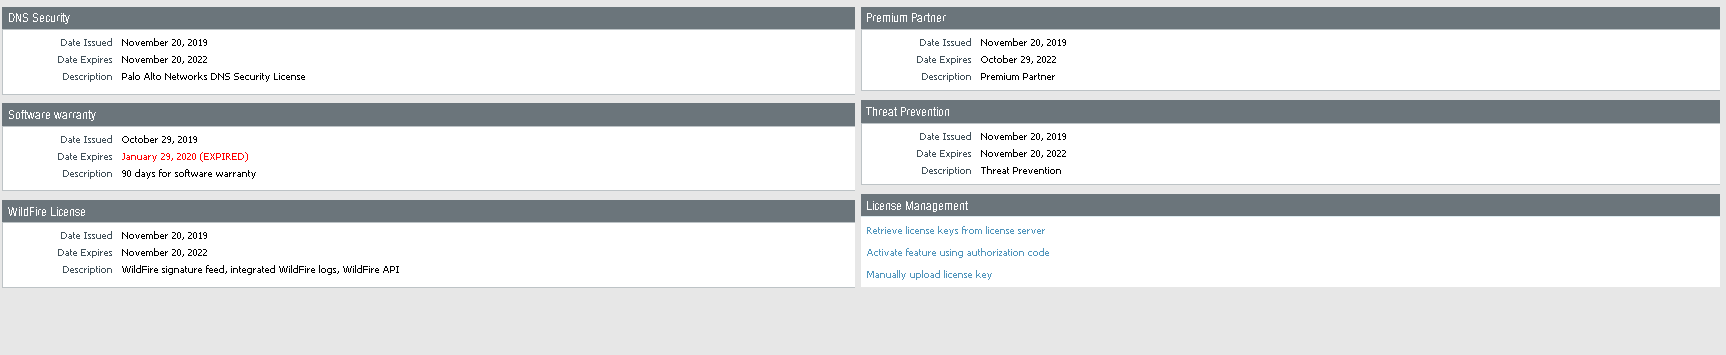 DNS Security
Date Issued November 20, 2019
Date Expires November 20, 2022
Description Palo Alto Networks DNS Security License
Software warranty
Date Issued October 29, 2019
Date Expires January 29, 2020 (EXPIRED)
Description 90 days for software warranty
WildFire License
Date Issued November 20, 2019
Date Expires November 20, 2022
Description WildFire signature feed, integrated WildFire logs, WildFire API
Premium Partner
Date Issued November 20, 2019
Date Expires October 29, 2022
Description Premium Partner
Threat Prevention
Date Issued November 20, 2019
Date Expires November 20, 2022
Description Threat Prevention
License Management
Retrieve license keys from license server
Activate feature using authorization code
Manually upload license key